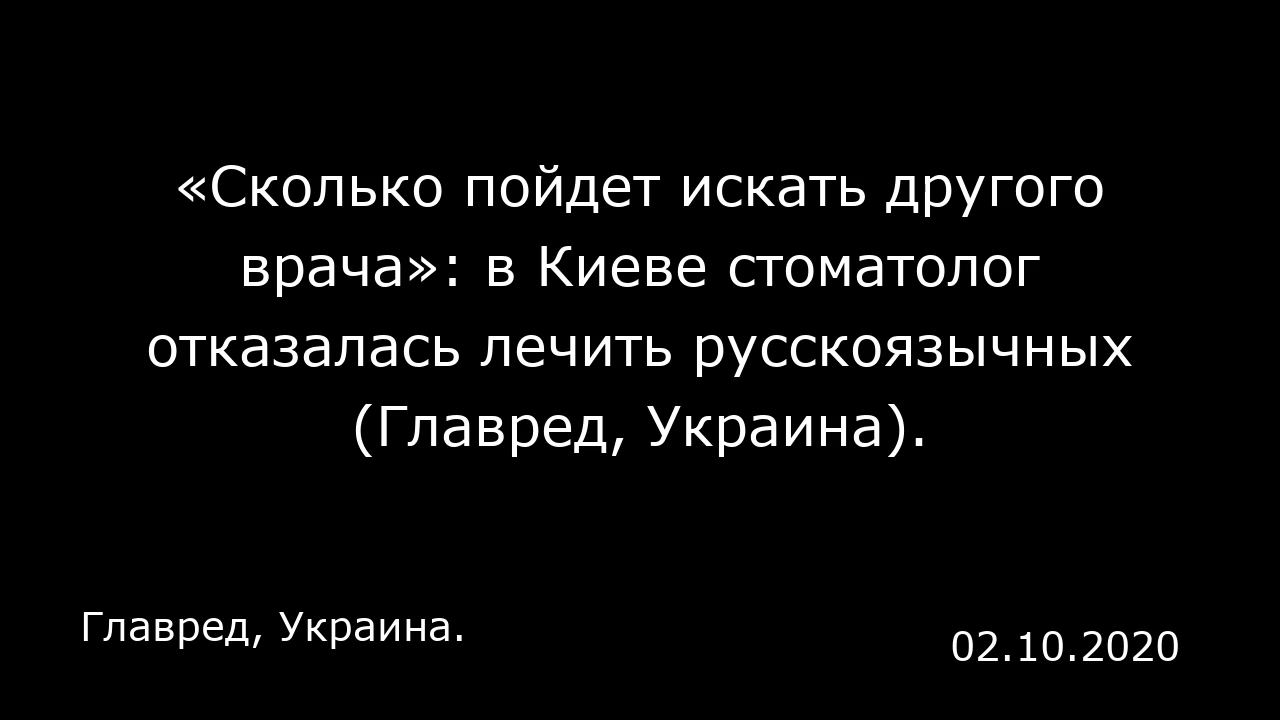 «Сколько пойдет искать другого
врача»: в Киеве стоматолог
отказалась лечить русскоязычных
(Главред, Украина).
Главред, Украина.
02.10.2020